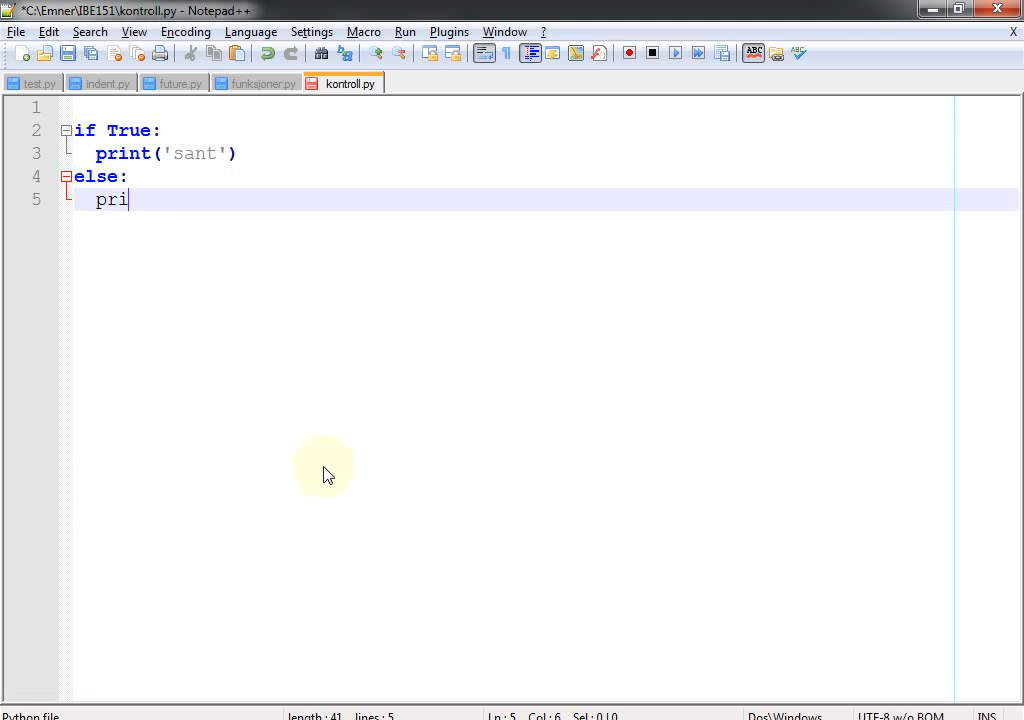 *C:\Emner\IBE151\kontroll.py - Notepad++
File Edit Search View Encoding Language Settings Macro Run Plugins Window ? X
test.py indent.py future.py funksjoner.py kontroll.py
1
2 if True:
3 print('sant')
4 else:
5 pri
Python file length : 41 lines : 5 Ln : 5 Col : 6 Sel : 0 | 0 Dos\Windows UTF-8 w/o BOM INS